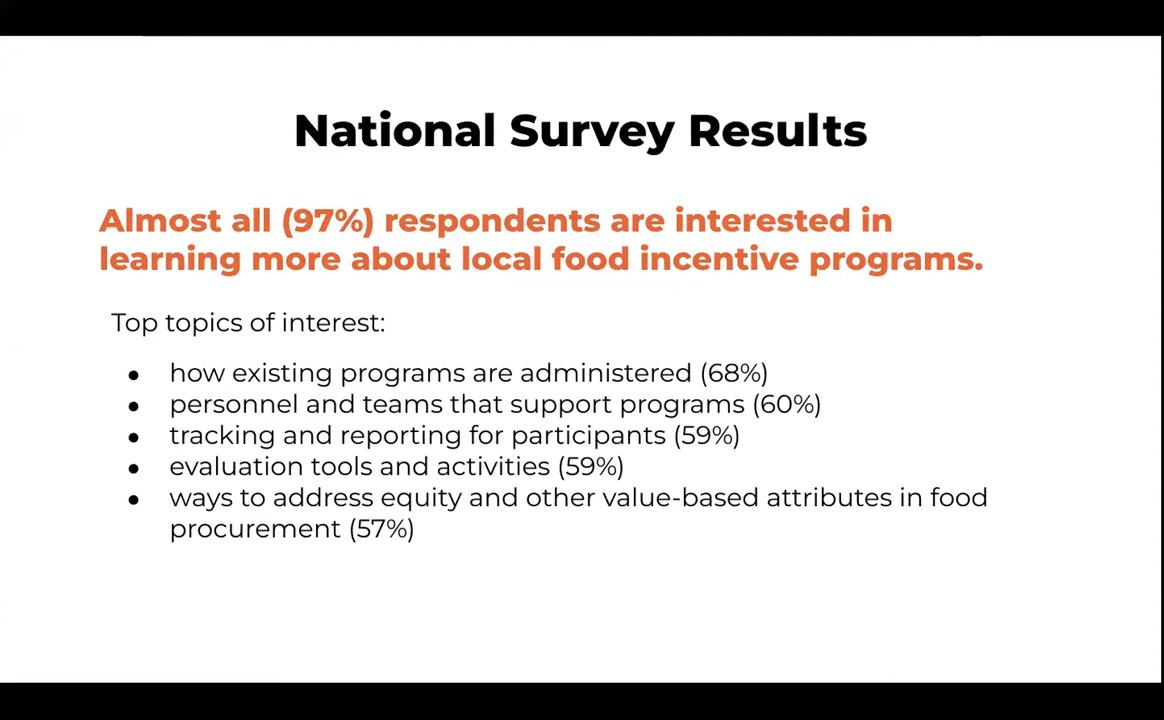 National Survey Results
Almost all (97%) respondents are interested in
learning more about local food incentive programs.
Top topics of interest:
● how existing programs are administered (68%)
● personnel and teams that support programs (60%)
● tracking and reporting for participants (59%)
● evaluation tools and activities (59%)
● ways to address equity and other value-based attributes in food
procurement (57%)